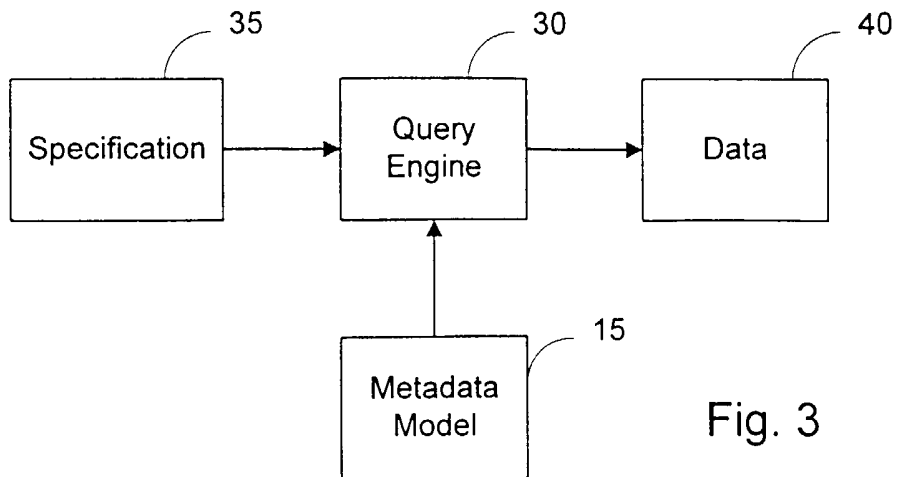 35
30
40
Specification
Query
Engine
Data
15
Metadata
Model
Fig. 3